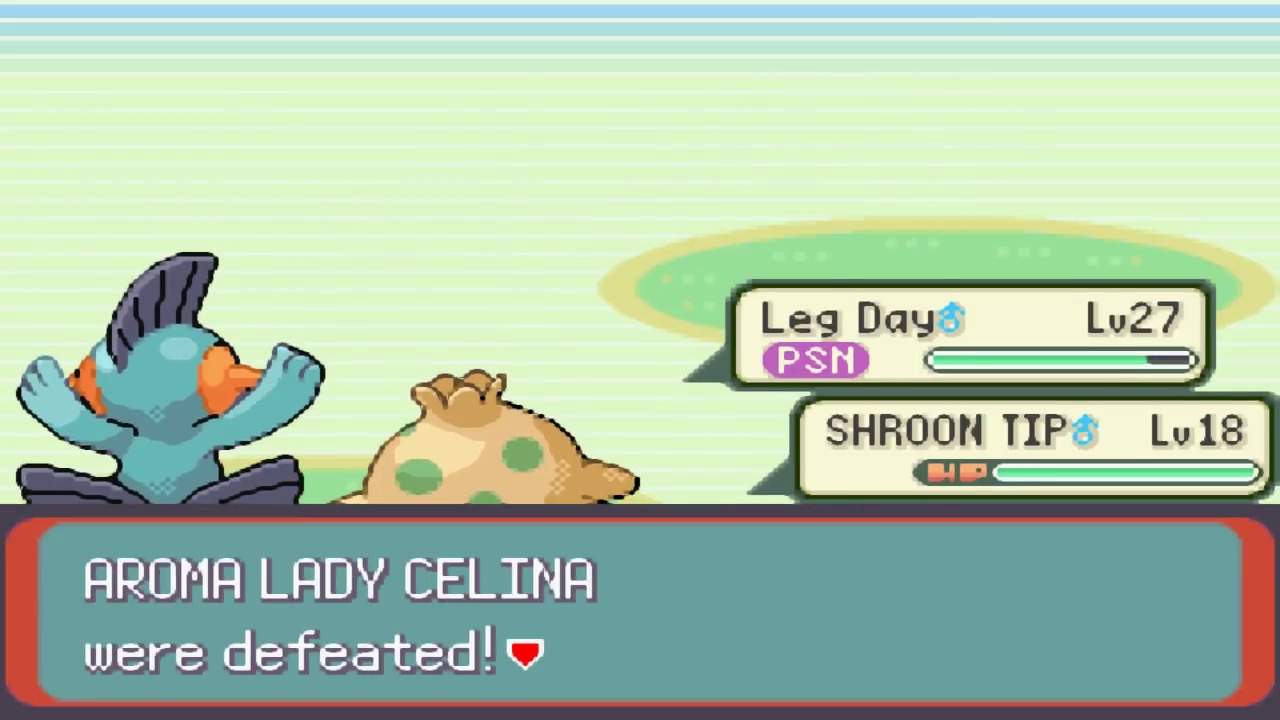 Leg Day♂ Lv27
PSN
SHROON TIP♂ Lv18
HP
AROMA LADY CELINA
were defeated!